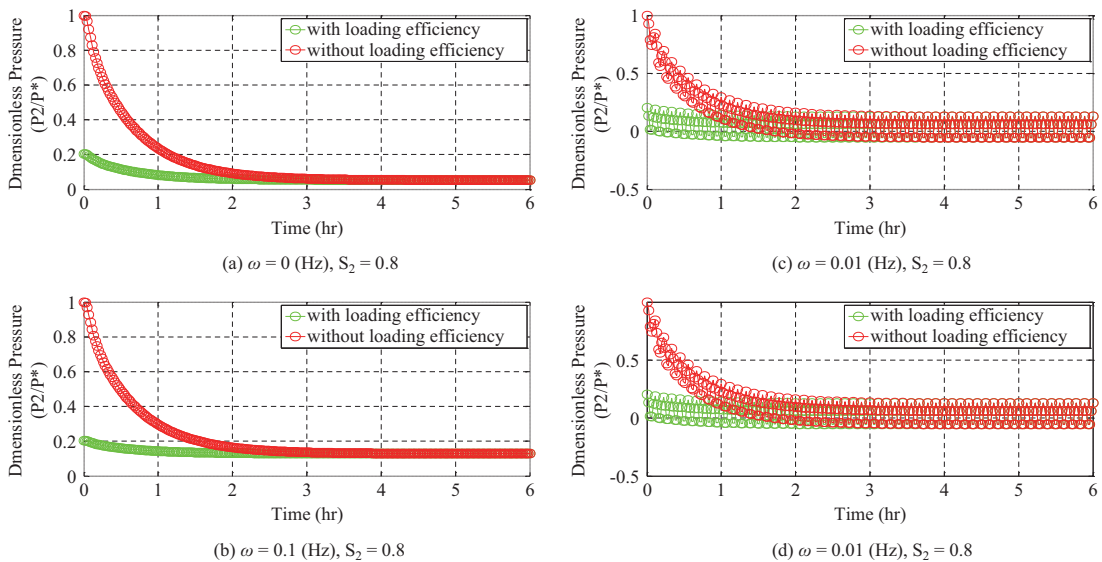 1
0.8
0.6
0.4
0.2
0
Dmensionless Pressure
(P2/P*)
with loading efficiency
without loading efficiency
0 1 2 3 4 5 6
Time (hr)
(a) ω = 0 (Hz), S2 = 0.8
1
0.8
0.6
0.4
0.2
0
Dmensionless Pressure
(P2/P*)
with loading efficiency
without loading efficiency
0 1 2 3 4 5 6
Time (hr)
(b) ω = 0.1 (Hz), S2 = 0.8
1
0.5
0
-0.5
Dmensionless Pressure
(P2/P*)
with loading efficiency
without loading efficiency
0 1 2 3 4 5 6
Time (hr)
(c) ω = 0.01 (Hz), S2 = 0.8
0.5
0
-0.5
Dmensionless Pressure
(P2/P*)
with loading efficiency
without loading efficiency
0 1 2 3 4 5 6
Time (hr)
(d) ω = 0.01 (Hz), S2 = 0.8